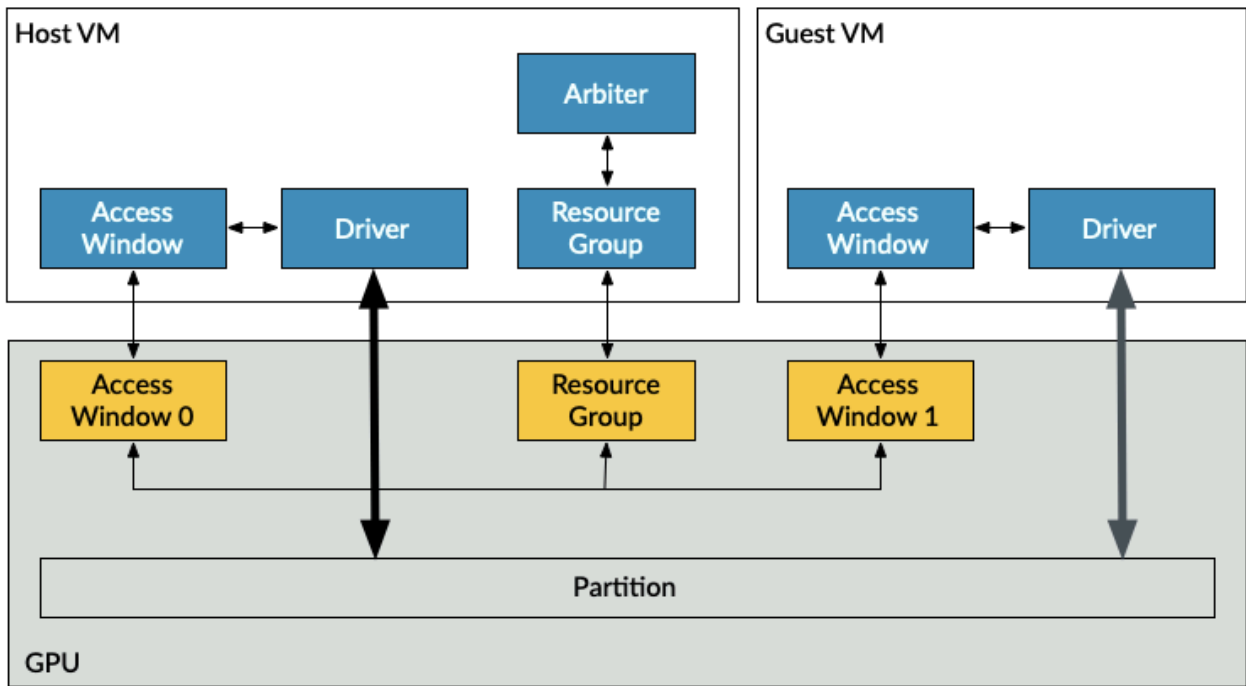 Host VM
Guest VM
Arbiter
Access
Window
Driver
Resource
Group
Access
Window
Driver
Access
Window 0
Resource
Group
Access
Window 1
Partition
GPU